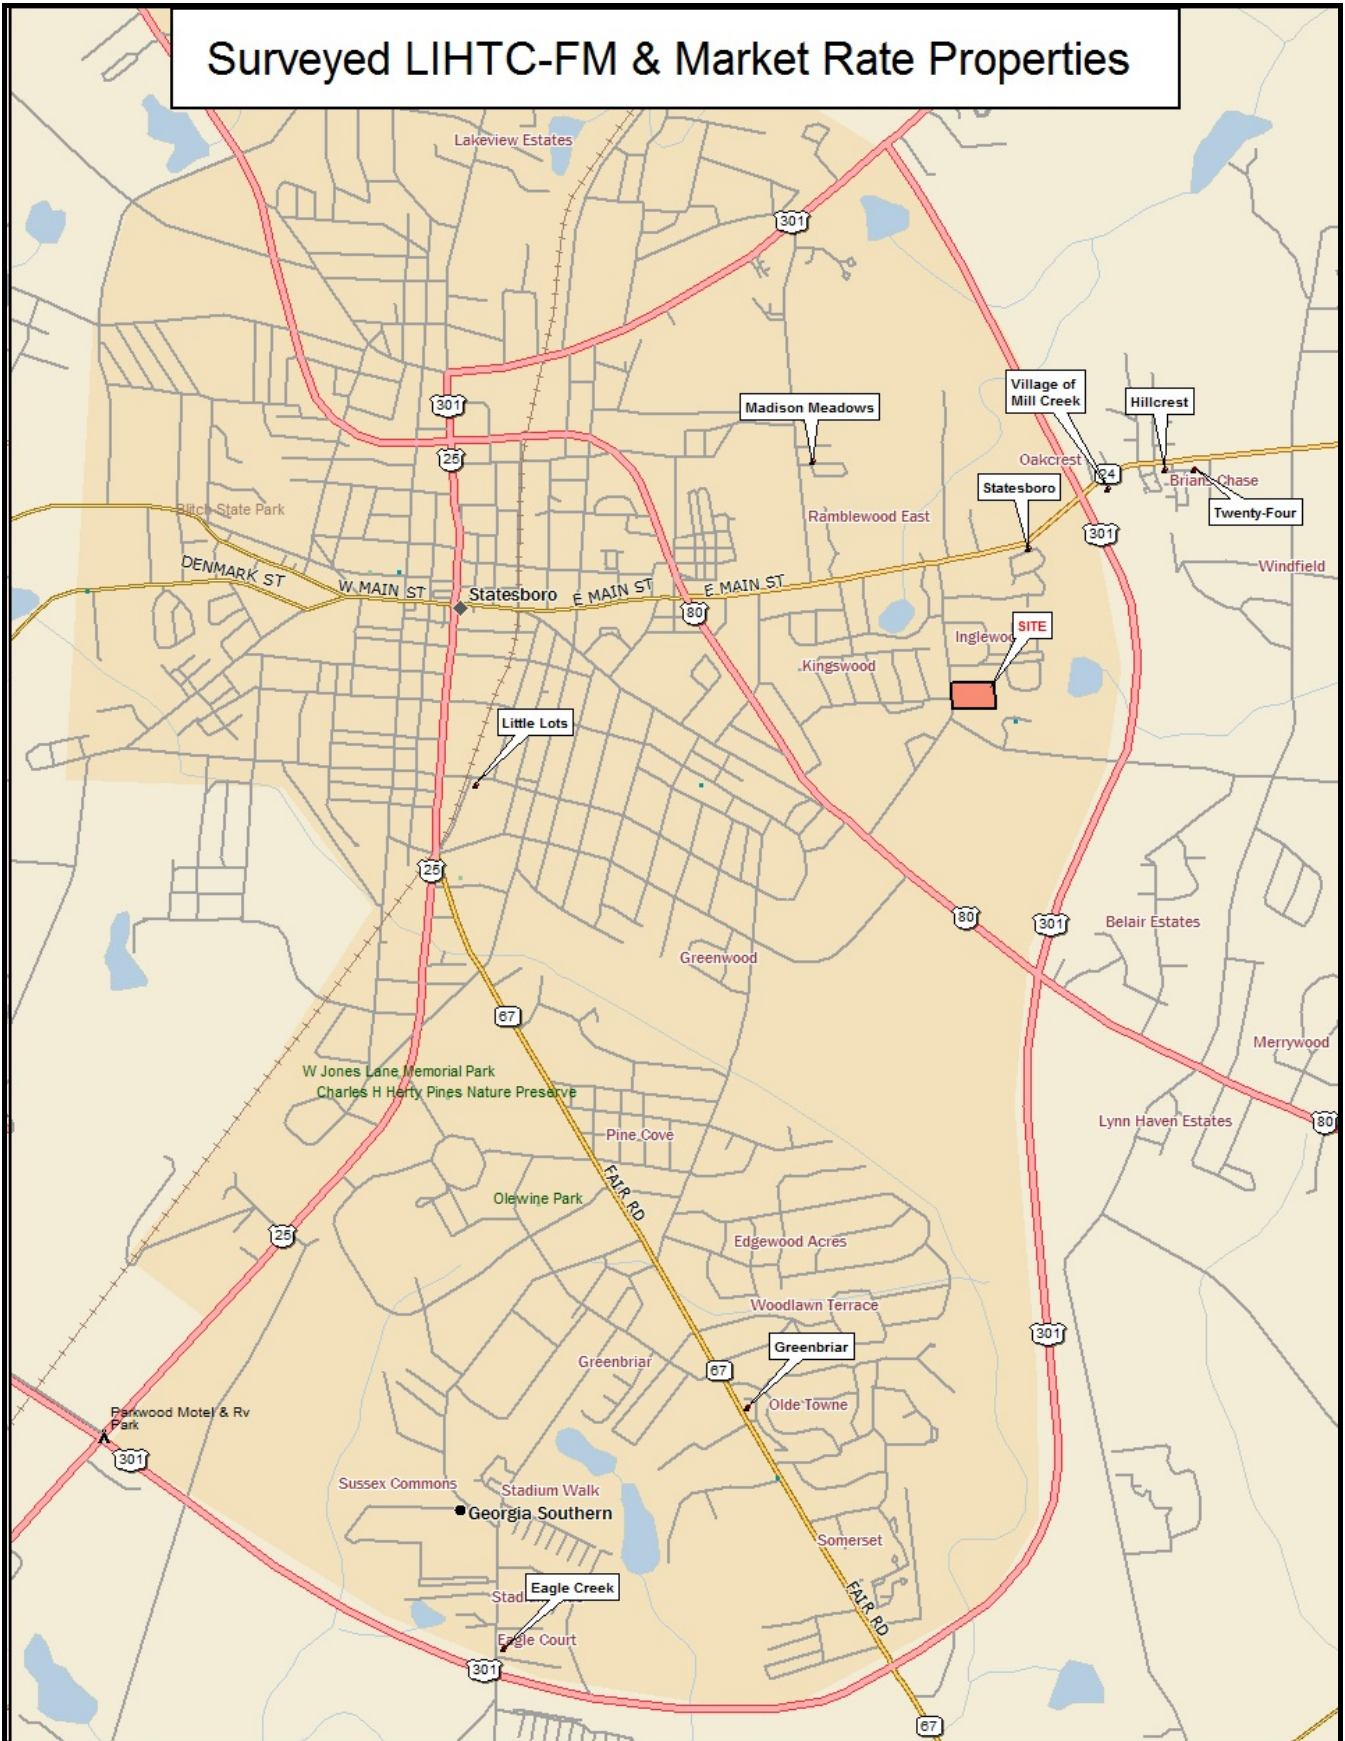 Surveyed LIHTC-FM & Market Rate Properties
Lakeview Estates
301
301
25
Madison Meadows
Village of
Mill Creek
Hillcrest
Oakcrest
24
Brians Chase
Statesboro
Twenty-Four
Blitch State Park
Ramblewood East
301
Windfield
DENMARK ST
W MAIN ST
Statesboro
E MAIN ST
E MAIN ST
80
SITE
Kingswood
Little Lots
25
80
301
Belair Estates
Greenwood
67
Merrywood
W Jones Lane Memorial Park
Charles H Herty Pines Nature Preserve
Lynn Haven Estates
80
Pine Cove
FAIR RD
Olewine Park
25
Edgewood Acres
Woodlawn Terrace
301
Greenbriar
Greenbriar
67
Olde Towne
Parkwood Motel & Rv
Park
301
Sussex Commons
Stadium Walk
Georgia Southern
Somerset
Eagle Creek
FAIR RD
Eagle Court
301
67